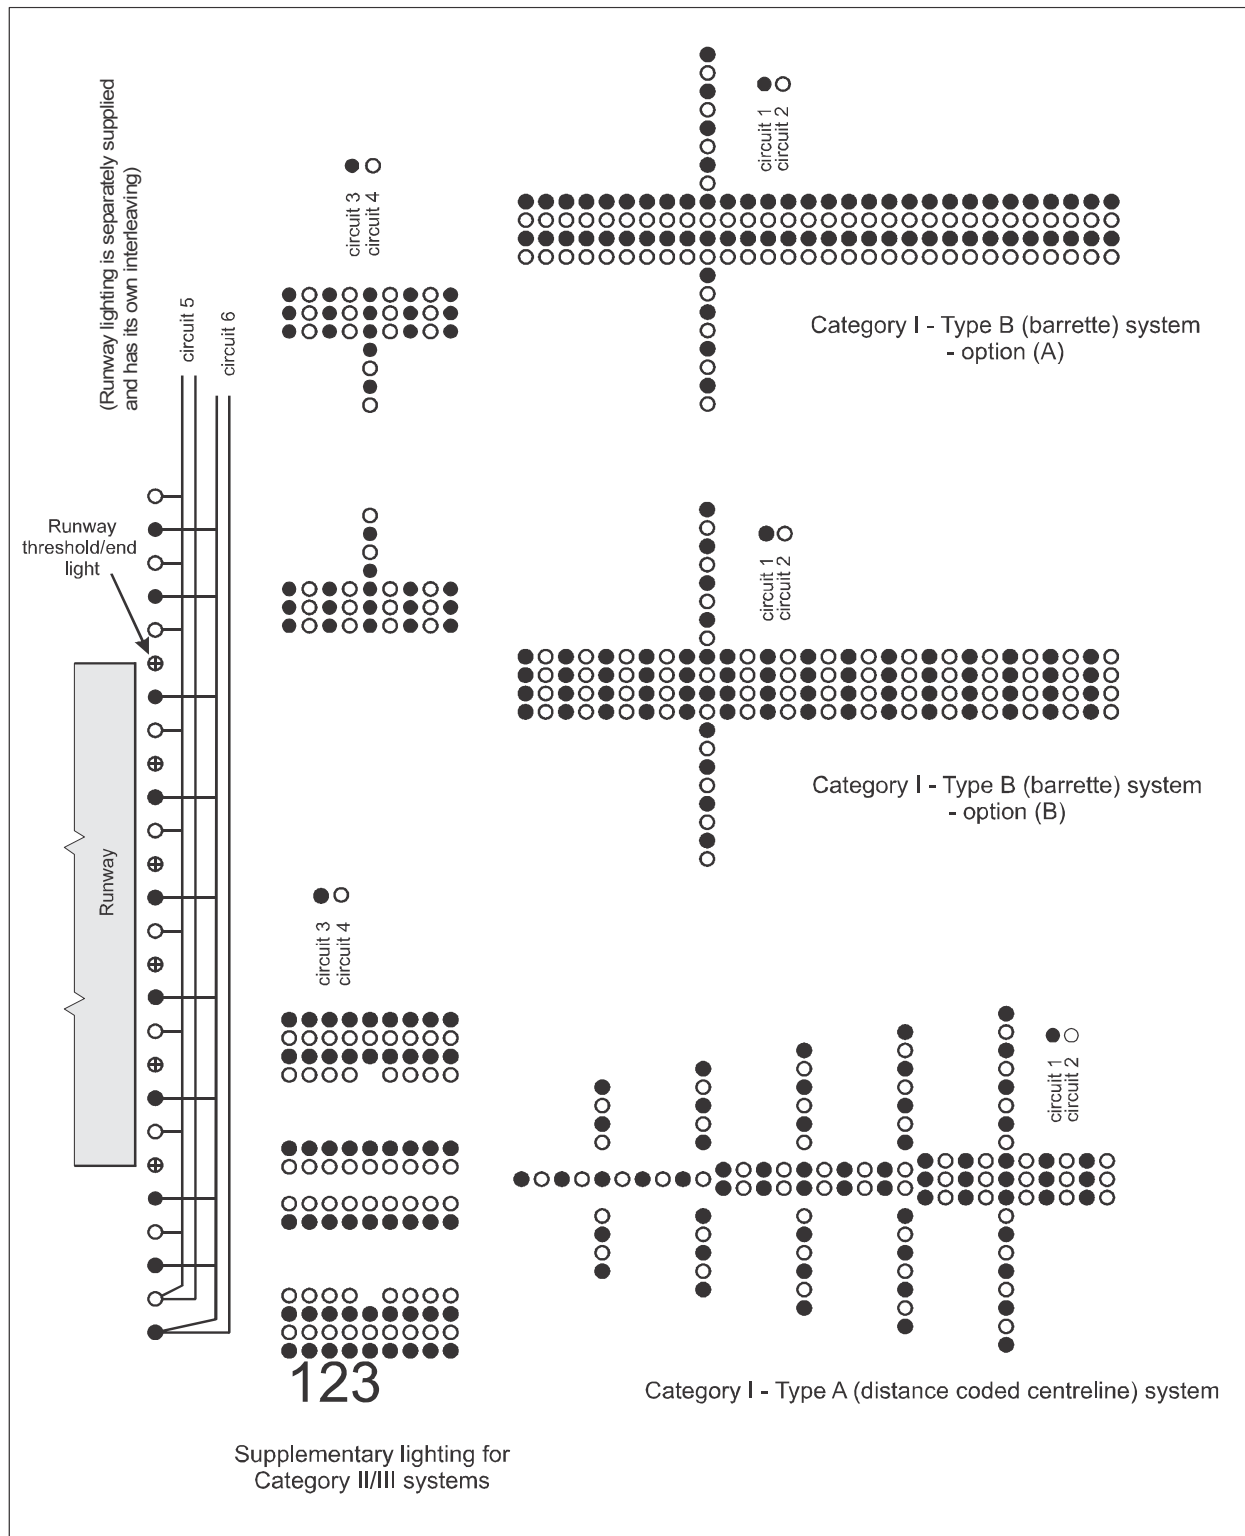 (Runway lighting is separately supplied
and has its own interleaving)
circuit 5
circuit 6
circuit 3
circuit 4
circuit 1
circuit 2
Category I - Type B (barrette) system
- option (A)
Runway
threshold/end
light
circuit 1
circuit 2
Category I - Type B (barrette) system
- option (B)
Runway
circuit 3
circuit 4
circuit 1
circuit 2
123
Category I - Type A (distance coded centreline) system
Supplementary lighting for
Category II/III systems